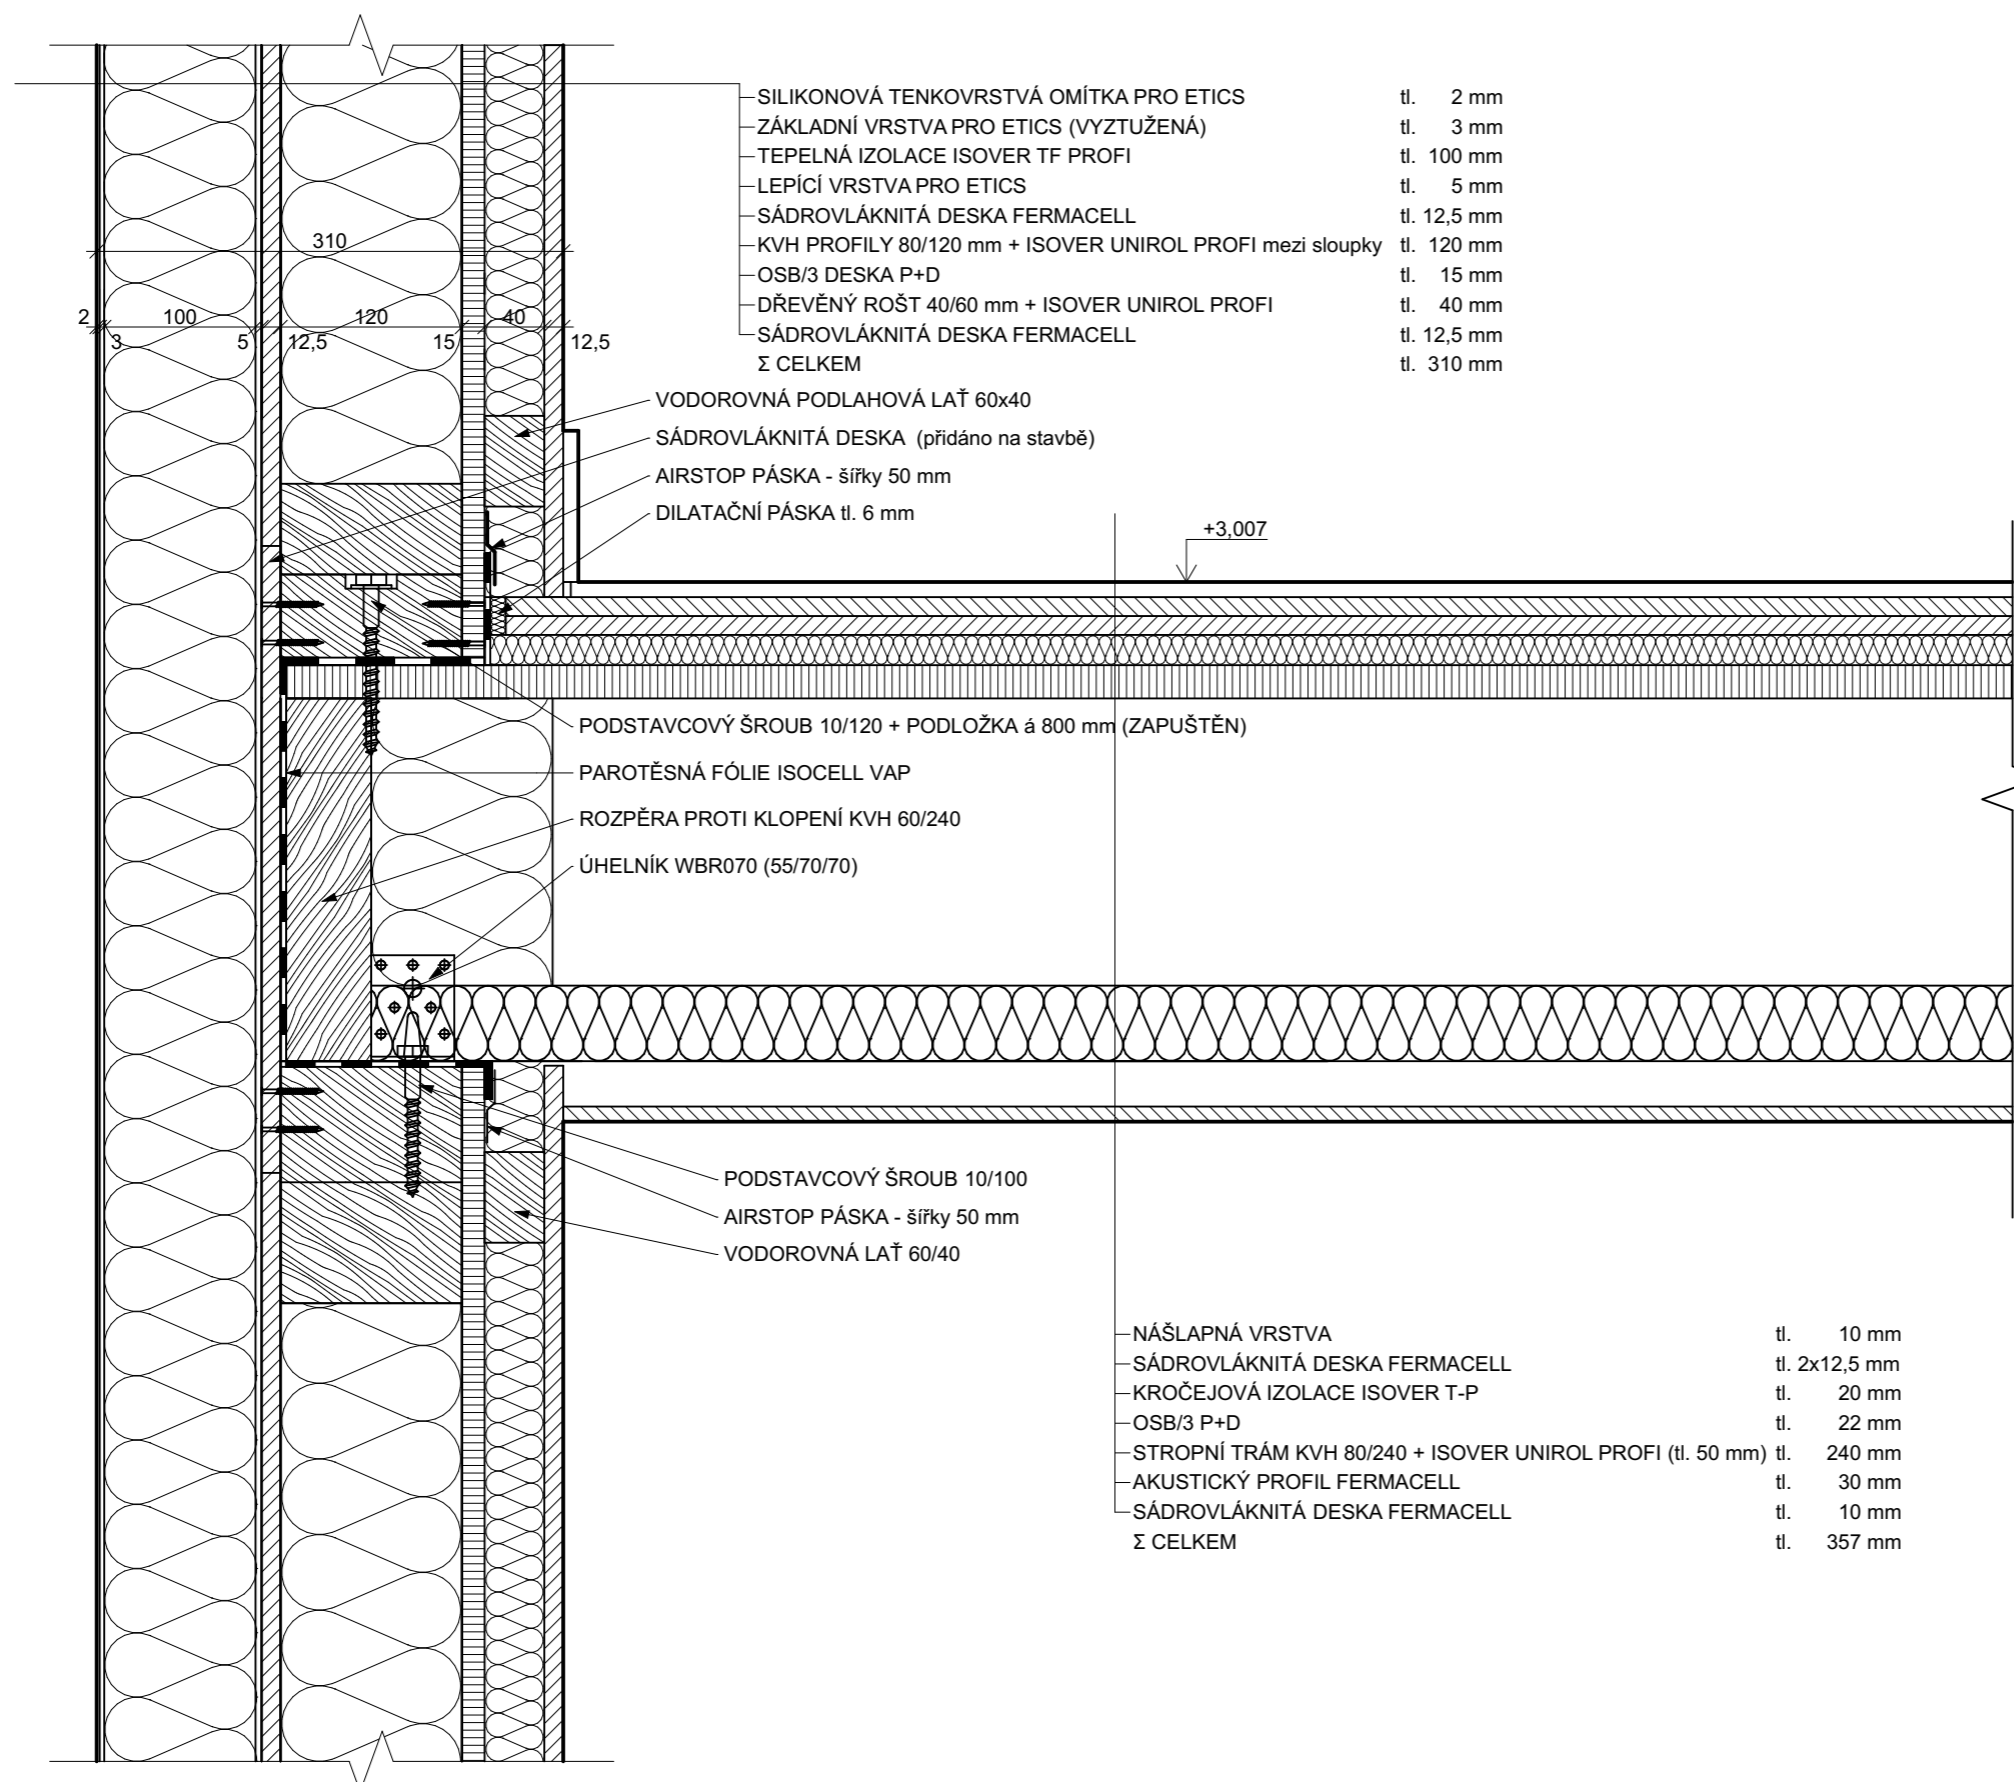 SILIKONOVÁ TENKOVRSTVÁ OMÍTKA PRO ETICS tl. 2 mm
ZÁKLADNÍ VRSTVA PRO ETICS (VYZTUŽENÁ) tl. 3 mm
TEPELNÁ IZOLACE ISOVER TF PROFI tl. 100 mm
LEPÍCÍ VRSTVA PRO ETICS tl. 5 mm
SÁDROVLÁKNITÁ DESKA FERMACELL tl. 12,5 mm
KVH PROFILY 80/120 mm + ISOVER UNIROL PROFI mezi sloupky tl. 120 mm
OSB/3 DESKA P+D tl. 15 mm
DŘEVĚNÝ ROŠT 40/60 mm + ISOVER UNIROL PROFI tl. 40 mm
SÁDROVLÁKNITÁ DESKA FERMACELL tl. 12,5 mm
Σ CELKEM tl. 310 mm
310
2 100 120 40
3 5 12,5 15 12,5
VODOROVNÁ PODLAHOVÁ LAŤ 60x40
SÁDROVLÁKNITÁ DESKA (přidáno na stavbě)
AIRSTOP PÁSKA - šířky 50 mm
DILATAČNÍ PÁSKA tl. 6 mm
+3,007
PODSTAVCOVÝ ŠROUB 10/120 + PODLOŽKA á 800 mm (ZAPUŠTĚN)
PAROTĚSNÁ FÓLIE ISOCELL VAP
ROZPĚRA PROTI KLOPENÍ KVH 60/240
ÚHELNÍK WBR070 (55/70/70)
PODSTAVCOVÝ ŠROUB 10/100
AIRSTOP PÁSKA - šířky 50 mm
VODOROVNÁ LAŤ 60/40
NÁŠLAPNÁ VRSTVA tl. 10 mm
SÁDROVLÁKNITÁ DESKA FERMACELL tl. 2x12,5 mm
KROČEJOVÁ IZOLACE ISOVER T-P tl. 20 mm
OSB/3 P+D tl. 22 mm
STROPNÍ TRÁM KVH 80/240 + ISOVER UNIROL PROFI (tl. 50 mm) tl. 240 mm
AKUSTICKÝ PROFIL FERMACELL tl. 30 mm
SÁDROVLÁKNITÁ DESKA FERMACELL tl. 10 mm
Σ CELKEM tl. 357 mm